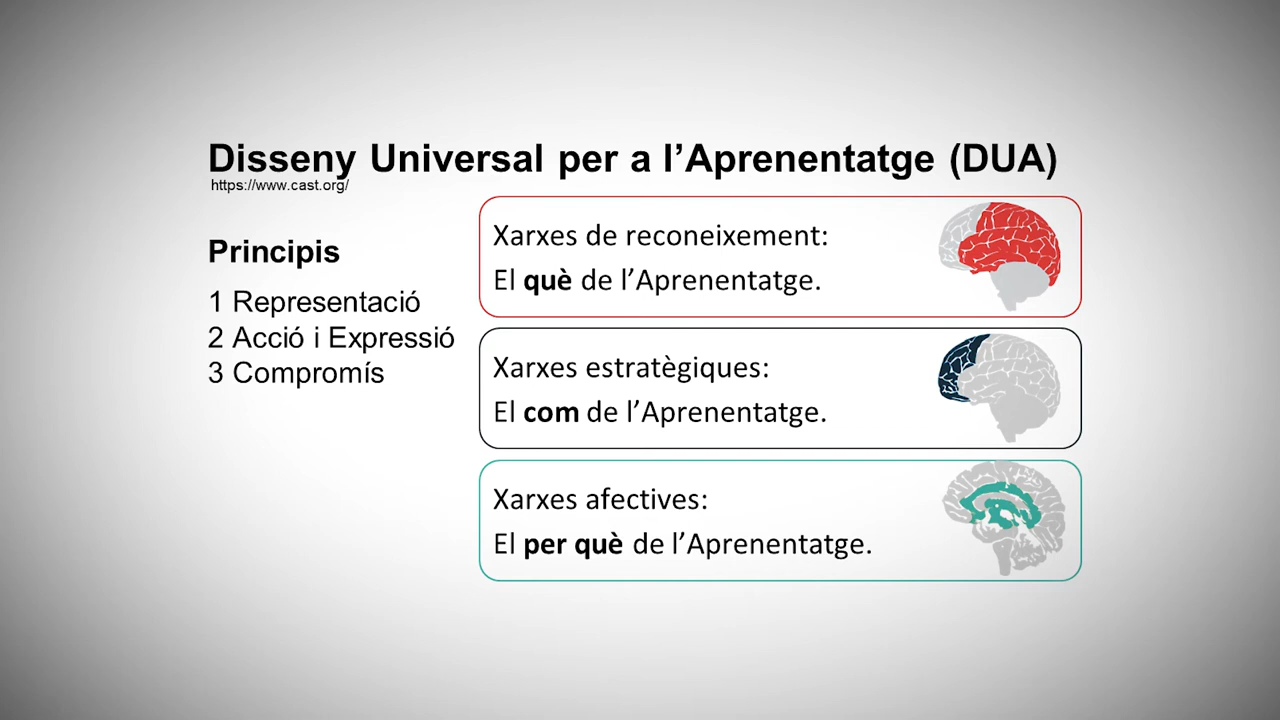 Disseny Universal per a l’Aprenentatge (DUA)
https://www.cast.org/
Principis
1 Representació
2 Acció i Expressió
3 Compromís
Xarxes de reconeixement:
El què de l’Aprenentatge.
Xarxes estratègiques:
El com de l’Aprenentatge.
Xarxes afectives:
El per què de l’Aprenentatge.